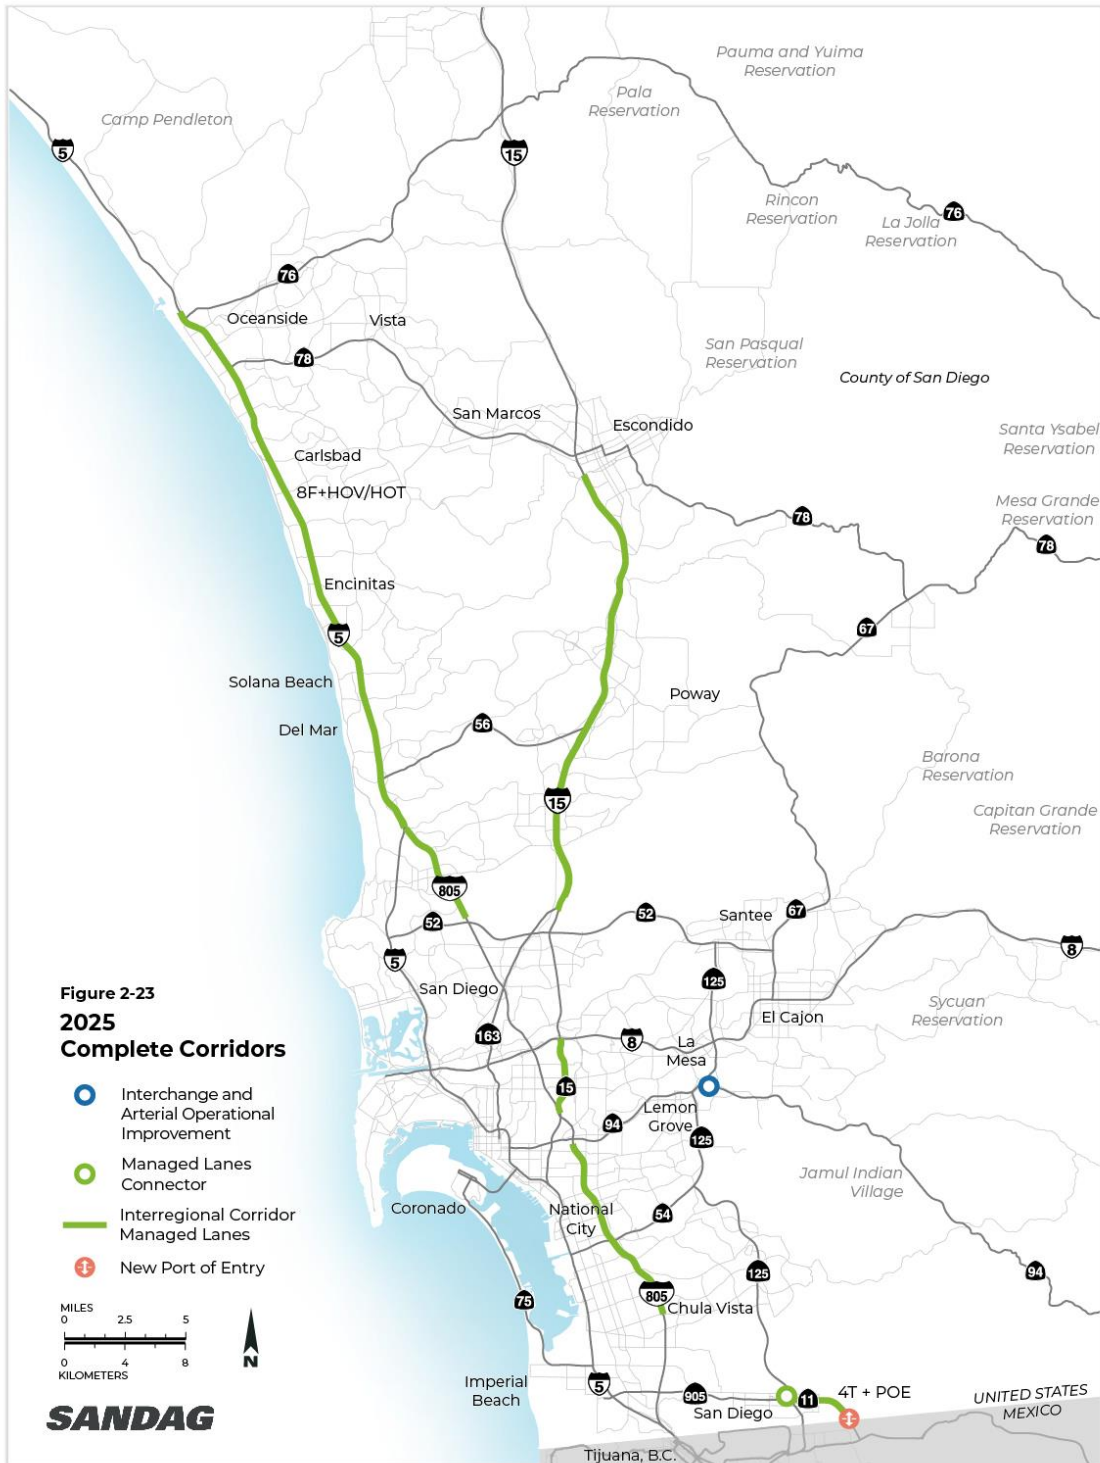 Pauma and Yuima
Reservation
Pala
Reservation
Camp Pendleton
5
15
Rincon
Reservation
76
La Jolla
Reservation
76
Oceanside
Vista
78
San Pasqual
Reservation
County of San Diego
San Marcos
Escondido
Santa Ysabel
Reservation
Carlsbad
8F+HOV/HOT
Mesa Grande
Reservation
78
78
Encinitas
5
67
Solana Beach
Poway
Del Mar
56
Barona
Reservation
15
Capitan Grande
Reservation
805
52
52
Santee
67
8
5
125
San Diego
Sycuan
Reservation
El Cajon
163
8
La
Mesa
15
Lemon
Grove
94
125
Jamul Indian
Village
Coronado
National
City
54
125
94
805
Chula Vista
75
Imperial
Beach
5
905
San Diego
11
4T + POE
UNITED STATES
MEXICO
Tijuana, B.C.
Figure 2-23
2025
Complete Corridors
Interchange and
Arterial Operational
Improvement
Managed Lanes
Connector
Interregional Corridor
Managed Lanes
New Port of Entry
MILES
0 2.5 5
0 4 8
KILOMETERS
N
SANDAG